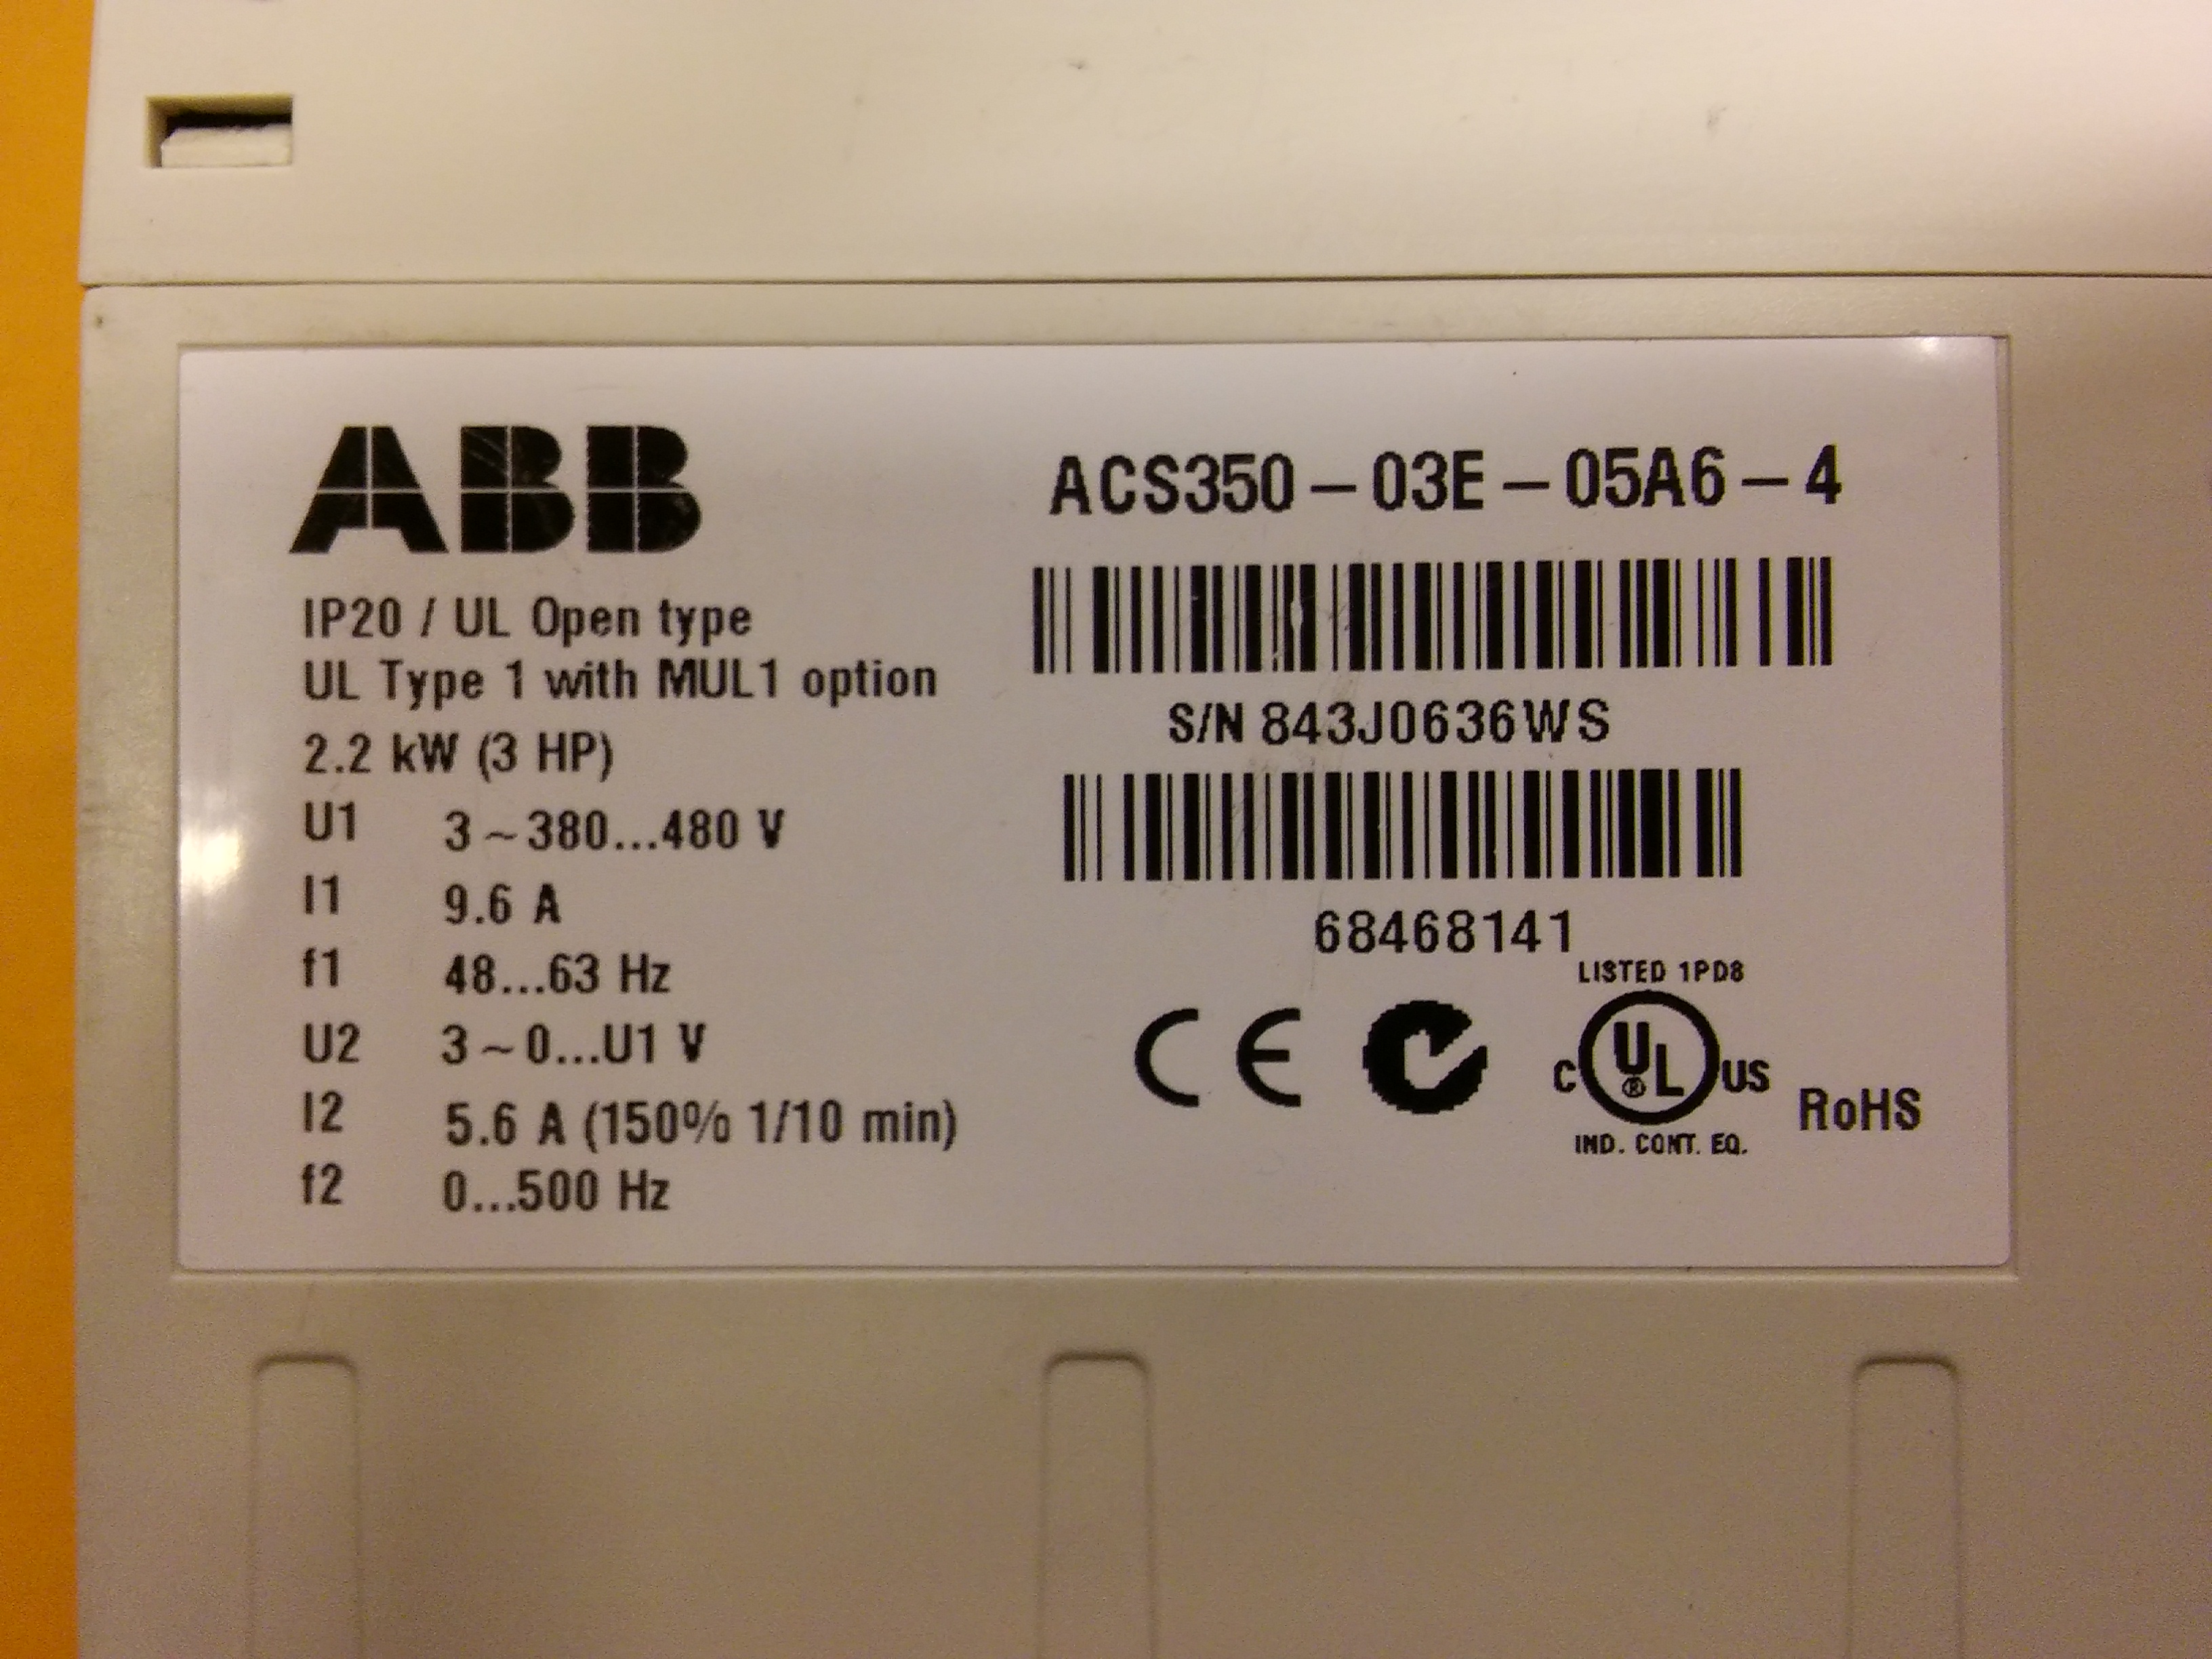 ABB
IP20 / UL Open type
UL Type 1 with MUL1 option
2.2 kW (3 HP)
U1 3~380...480 V
I1 9.6 A
f1 48...63 Hz
U2 3~0...U1 V
I2 5.6 A (150% 1/10 min)
f2 0...500 Hz
ACS350-03E-05A6-4
S/N 843J0636WS
68468141
LISTED 1PD8
CE
C UL ® US
IND. CONT. EQ.
RoHS